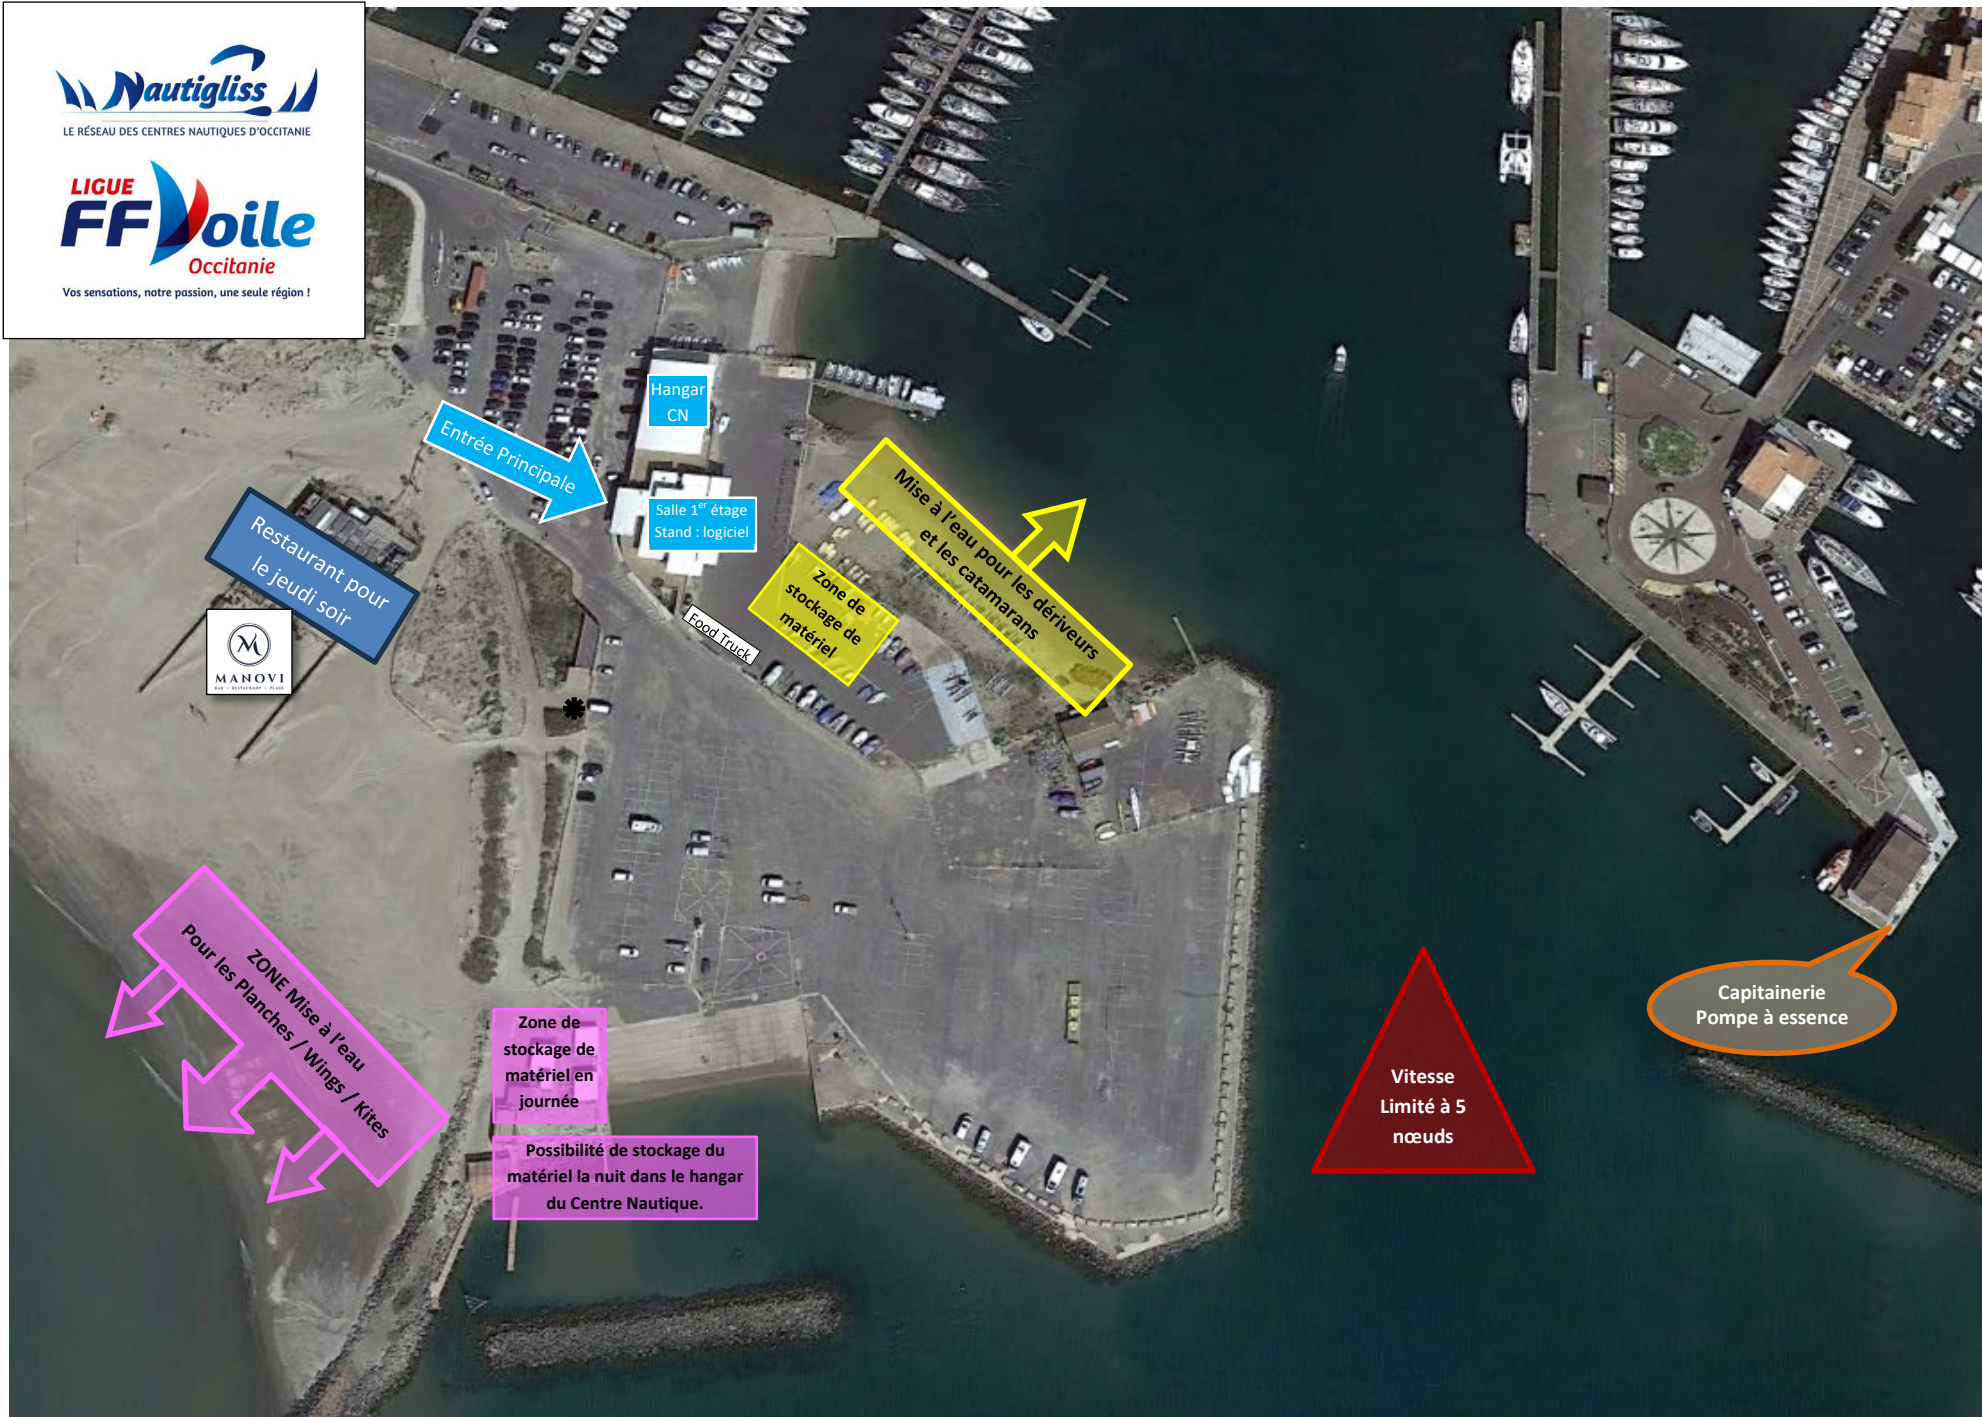 Nautigliss
LE RÉSEAU DES CENTRES NAUTIQUES D'OCCITANIE
LIGUE
FFVoile
Occitanie
Vos sensations, notre passion, une seule région !
Hangar
CN
Entrée Principale
Salle 1er étage
Stand : logiciel
Mise à l'eau pour les dériveurs
et les catamarans
Zone de
stockage de
matériel
Food Truck
Restaurant pour
le jeudi soir
M
MANOVI
BAR • RESTAURANT • PLAGE
ZONE Mise à l'eau
Pour les Planches / Wings / Kites
Zone de
stockage de
matériel en
journée
Possibilité de stockage du
matériel la nuit dans le hangar
du Centre Nautique.
Vitesse
Limité à 5
nœuds
Capitainerie
Pompe à essence